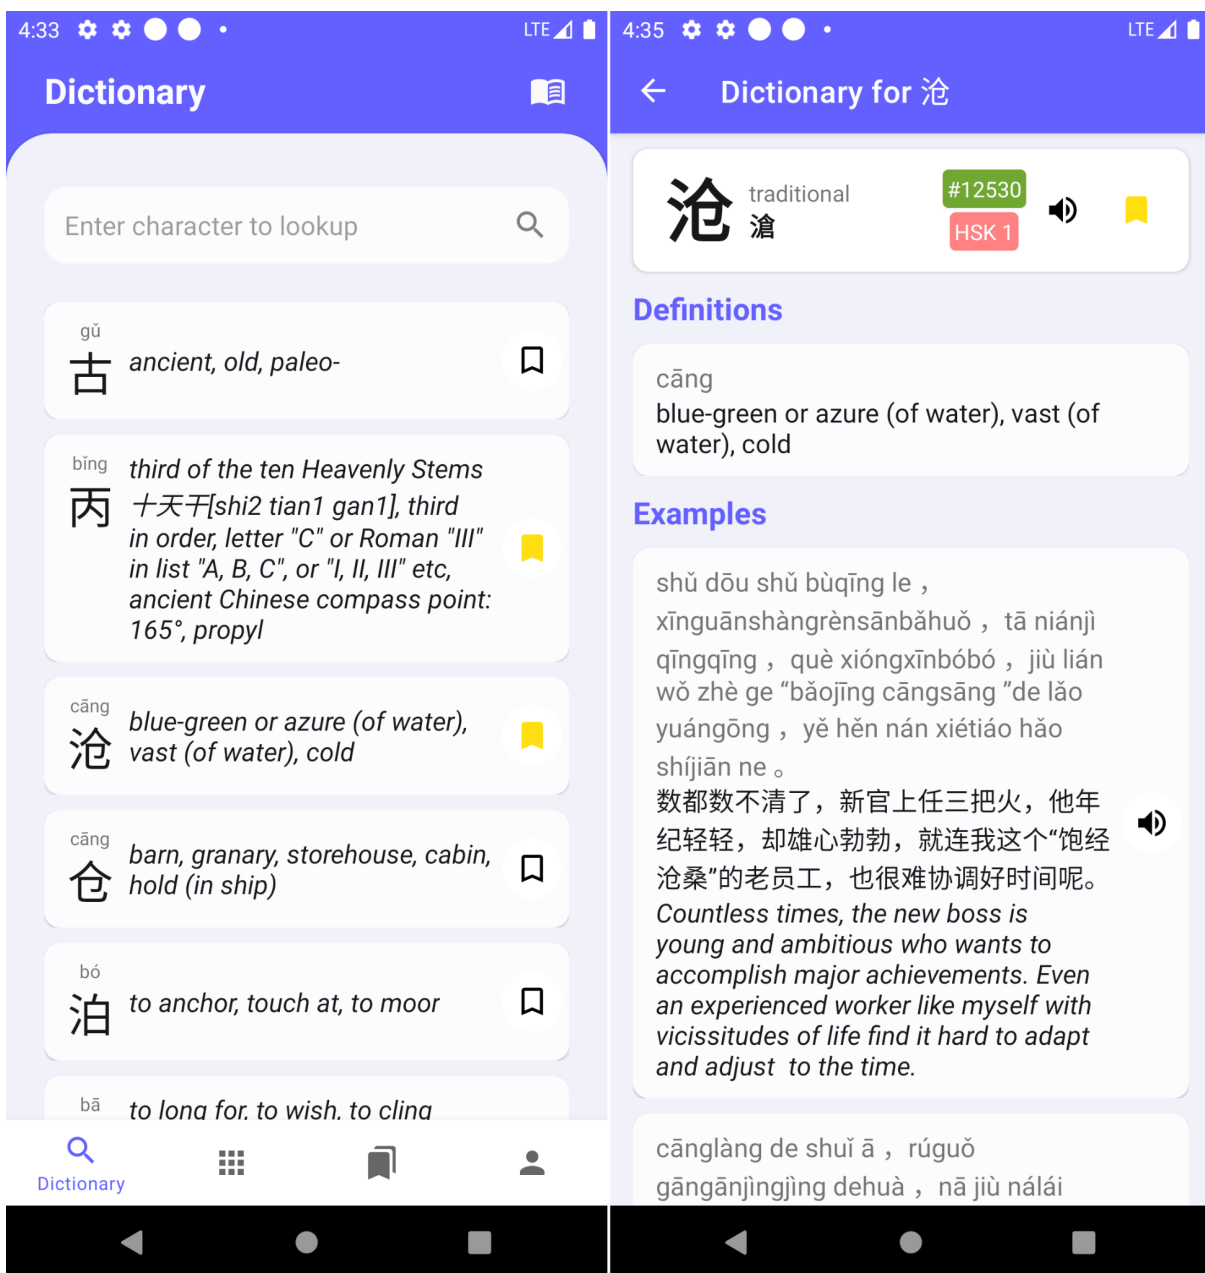 4:33
LTE
Dictionary
Enter character to lookup
gǔ
古
ancient, old, paleo-
bǐng
丙
third of the ten Heavenly Stems
十天干[shi2 tian1 gan1], third
in order, letter "C" or Roman "III"
in list "A, B, C", or "I, II, III" etc,
ancient Chinese compass point:
165°, propyl
cāng
沧
blue-green or azure (of water),
vast (of water), cold
cāng
仓
barn, granary, storehouse, cabin,
hold (in ship)
bó
泊
to anchor, touch at, to moor
bā
to long for, to wish, to cling
Dictionary
4:35
LTE
Dictionary for 沧
沧
traditional
滄
#12530
HSK 1
Definitions
cāng
blue-green or azure (of water), vast (of
water), cold
Examples
shǔ dōu shǔ bùqīng le ，
xīnguānshàngrènsānbǎhuǒ ，tā niánjì
qīngqīng ，què xióngxīnbóbó ，jiù lián
wǒ zhè ge “bǎojīng cāngsāng ”de lǎo
yuángōng ，yě hěn nán xiétiáo hǎo
shíjiān ne 。
数都数不清了，新官上任三把火，他年
纪轻轻，却雄心勃勃，就连我这个“饱经
沧桑”的老员工，也很难协调好时间呢。
Countless times, the new boss is
young and ambitious who wants to
accomplish major achievements. Even
an experienced worker like myself with
vicissitudes of life find it hard to adapt
and adjust  to the time.
cānglàng de shuǐ ā ，rúguǒ
gāngānjìngjìng dehuà ，nā jiù nálái